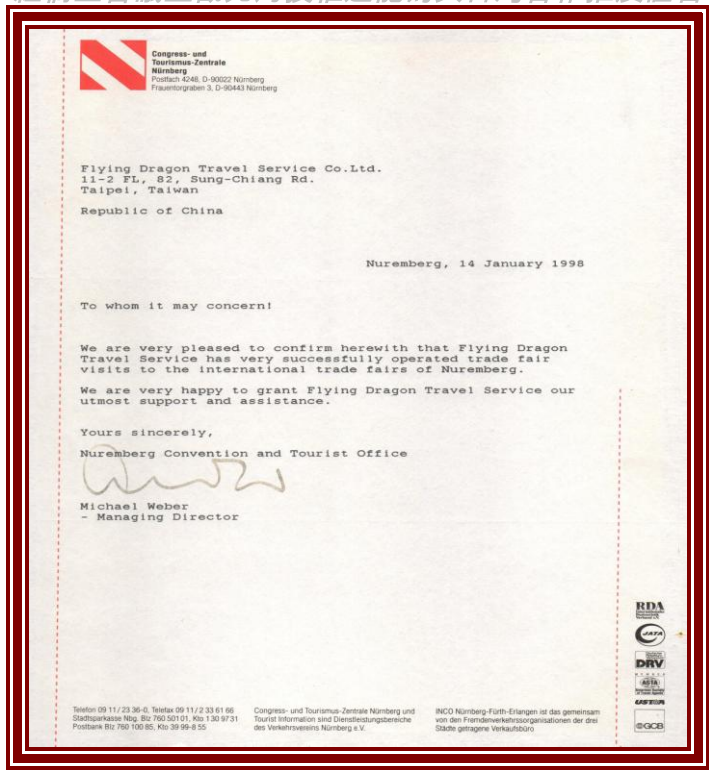 Congress- und
Tourismus-Zentrale
Nürnberg
Postfach 4248, D-90022 Nürnberg
Frauentorgraben 3, D-90443 Nürnberg
Flying Dragon Travel Service Co.Ltd.
11-2 FL, 82, Sung-Chiang Rd.
Taipei, Taiwan
Republic of China
Nuremberg, 14 January 1998
To whom it may concern!
We are very pleased to confirm herewith that Flying Dragon
Travel Service has very successfully operated trade fair
visits to the international trade fairs of Nuremberg.
We are very happy to grant Flying Dragon Travel Service our
utmost support and assistance.
Yours sincerely,
Nuremberg Convention and Tourist Office
Michael Weber
- Managing Director
RDA
JATA
DRV
ASTA
GCB
Telefon 09 11/ 23 36-0, Telefax 09 11/2 33 61 66
Stadtsparkasse Nbg. Blz 760 501 01, Kto 1 30 97 31
Postbank Blz 760 100 85, Kto 39 99-8 55
Congress- und Tourismus-Zentrale Nürnberg und
Tourist Information sind Dienstleistungsbereiche
des Verkehrsvereins Nürnberg e.V.
INCO Nürnberg-Fürth-Erlangen ist das gemeinsam
von den Fremdenverkehrsorganisationen der drei
Städte getragene Verkaufsbüro